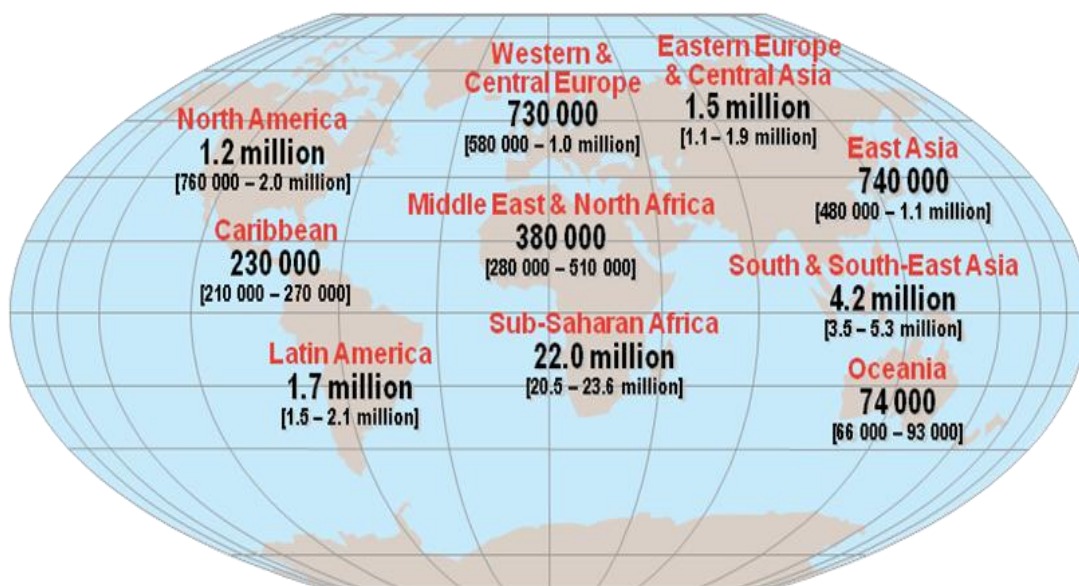 Western &
Central Europe
730 000
[580 000 – 1.0 million]
Eastern Europe
& Central Asia
1.5 million
[1.1 – 1.9 million]
North America
1.2 million
[760 000 – 2.0 million]
East Asia
740 000
[480 000 – 1.1 million]
Middle East & North Africa
380 000
[280 000 – 510 000]
Caribbean
230 000
[210 000 – 270 000]
South & South-East Asia
4.2 million
[3.5 – 5.3 million]
Sub-Saharan Africa
22.0 million
[20.5 – 23.6 million]
Latin America
1.7 million
[1.5 – 2.1 million]
Oceania
74 000
[66 000 – 93 000]